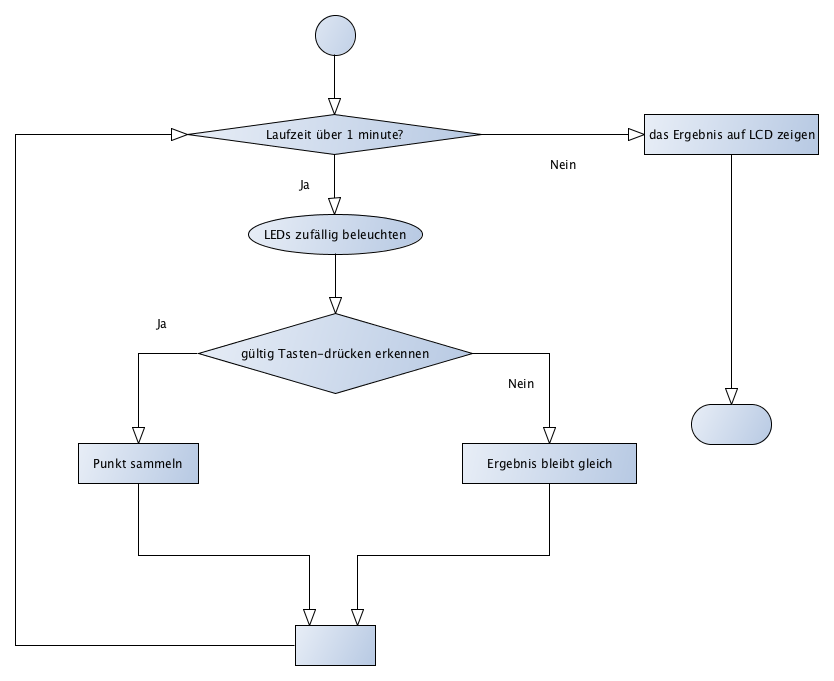 Laufzeit über 1 minute?
das Ergebnis auf LCD zeigen
Nein
Ja
LEDs zufällig beleuchten
Ja
gültig Tasten-drücken erkennen
Nein
Punkt sammeln
Ergebnis bleibt gleich